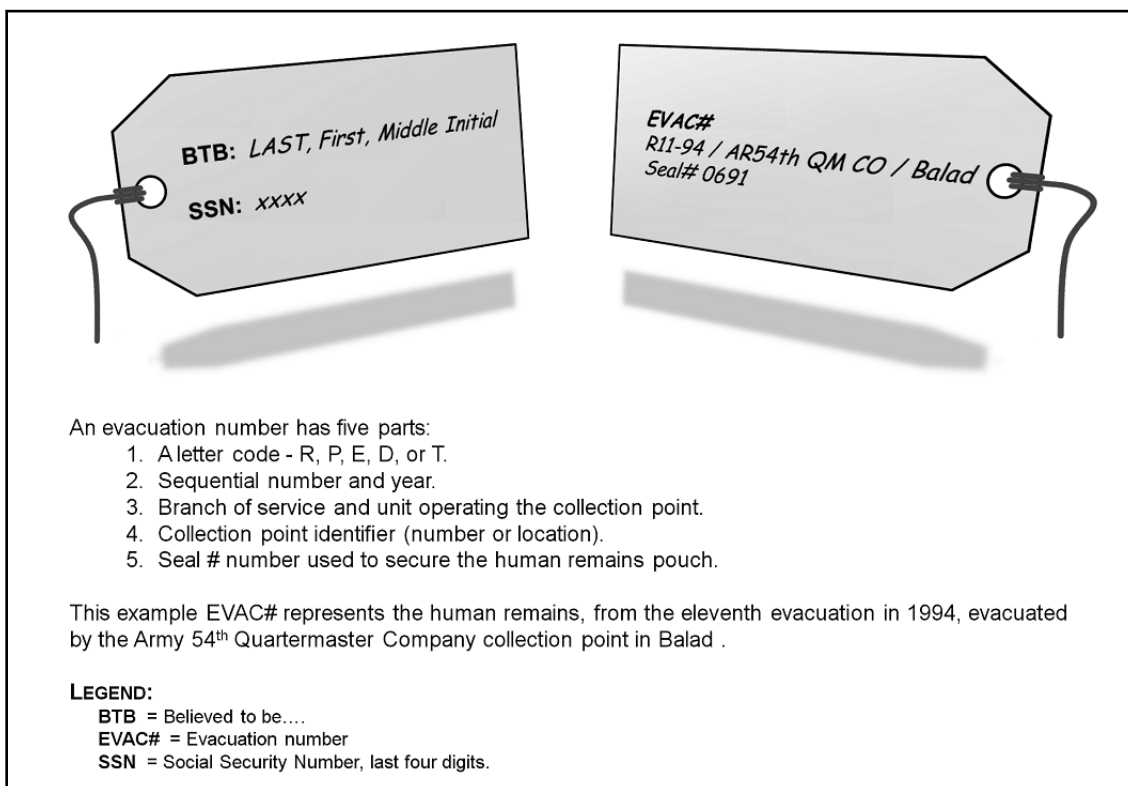 BTB: LAST, First, Middle Initial
SSN: xxxx
EVAC#
R11-94 / AR54th QM CO / Balad
Seal# 0691
An evacuation number has five parts:
1. A letter code - R, P, E, D, or T.
2. Sequential number and year.
3. Branch of service and unit operating the collection point.
4. Collection point identifier (number or location).
5. Seal # number used to secure the human remains pouch.
This example EVAC# represents the human remains, from the eleventh evacuation in 1994, evacuated
by the Army 54th Quartermaster Company collection point in Balad .
LEGEND:
BTB = Believed to be....
EVAC# = Evacuation number
SSN = Social Security Number, last four digits.